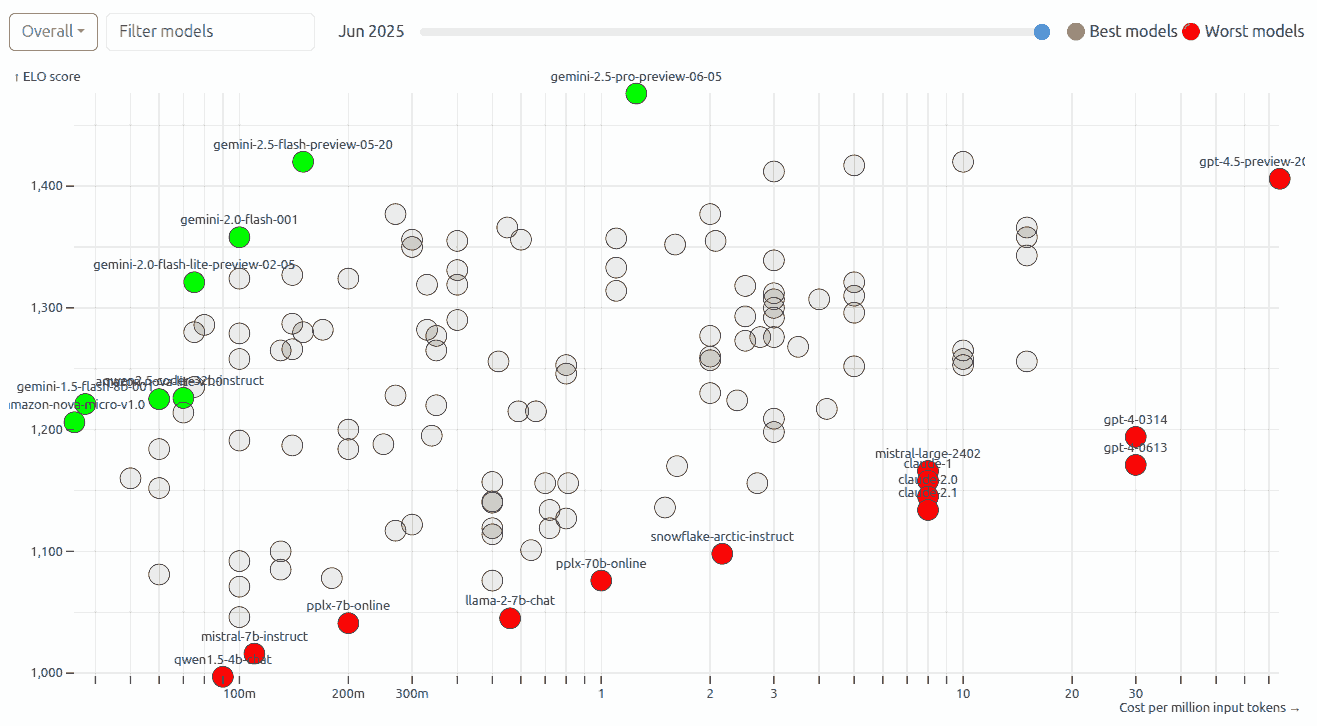 Overall
Filter models
Jun 2025
Best models
Worst models
↑ ELO score
gemini-2.5-pro-preview-06-05
gemini-2.5-flash-preview-05-20
gpt-4.5-preview-20
1,400
gemini-2.0-flash-001
gemini-2.0-flash-lite-preview-02-05
1,300
gemini-1.5-flash-8b-001
amazon-nova-micro-v1.0
1,200
gpt-4-0314
gpt-4-0613
mistral-large-2402
claude-1
claude-2.0
claude-2.1
1,100
snowflake-arctic-instruct
pplx-70b-online
llama-2-7b-chat
pplx-7b-online
mistral-7b-instruct
qwen1.5-4b-chat
1,000
100m
200m
300m
1
2
3
10
20
30
Cost per million input tokens →